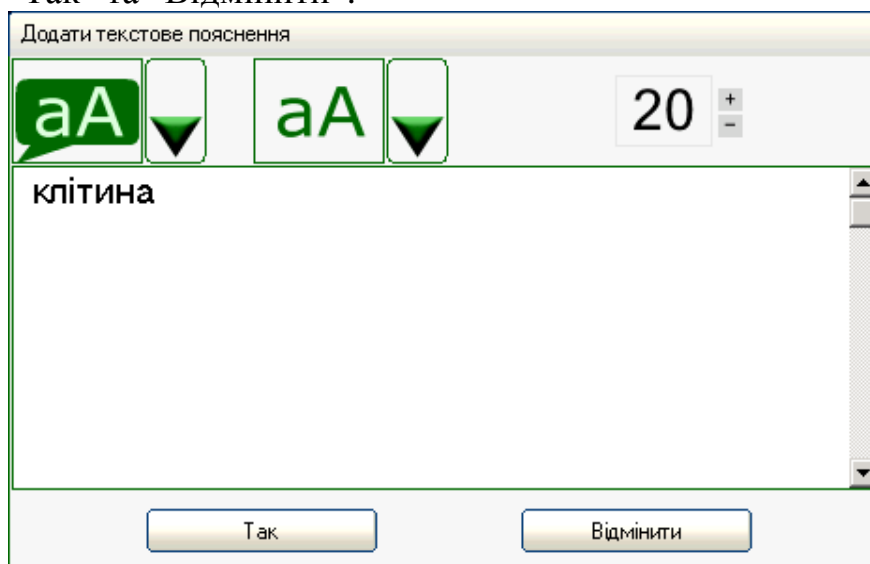 "Так" та "Відмінити".
Додати текстове пояснення
aA aA 20 + -
клітина
Так Відмінити